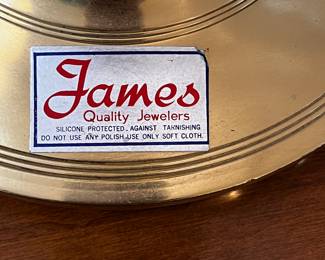 James
Quality Jewelers
SILICONE PROTECTED, AGAINST TARNISHING
DO NOT USE ANY POLISH USE ONLY SOFT CLOTH.